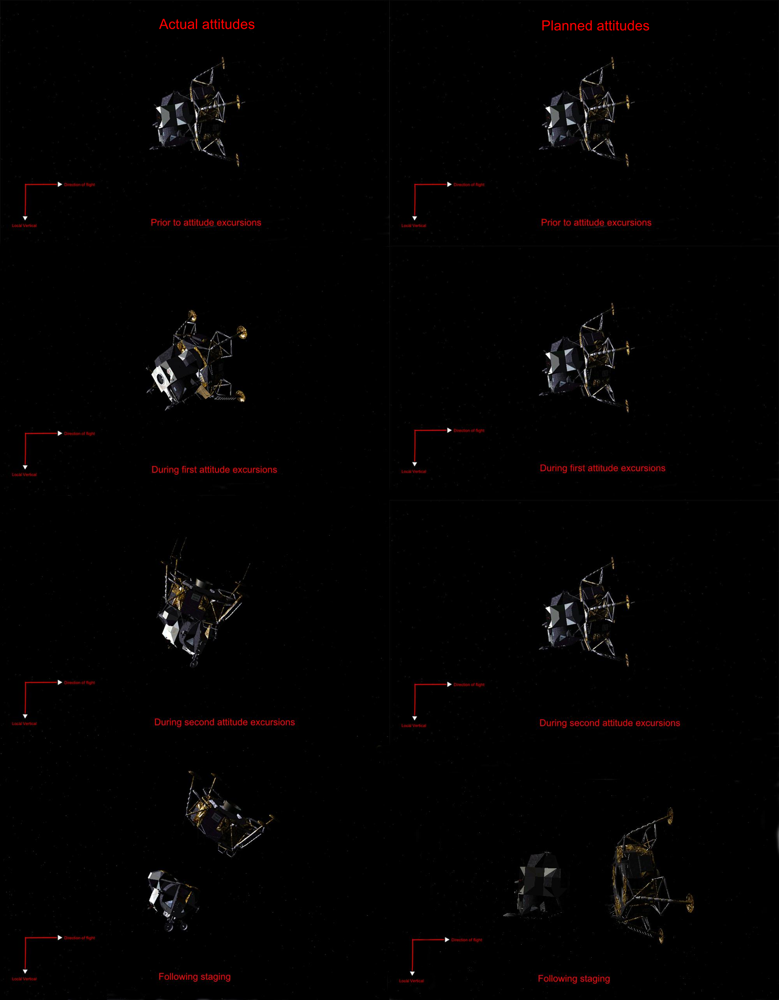 Actual attitudes
Planned attitudes
Direction of flight
Local Vertical
Prior to attitude excursions
Direction of flight
Local Vertical
Prior to attitude excursions
Direction of flight
Local Vertical
During first attitude excursions
Direction of flight
Local Vertical
During first attitude excursions
Direction of flight
Local Vertical
During second attitude excursions
Direction of flight
Local Vertical
During second attitude excursions
Direction of flight
Local Vertical
Following staging
Direction of flight
Local Vertical
Following staging